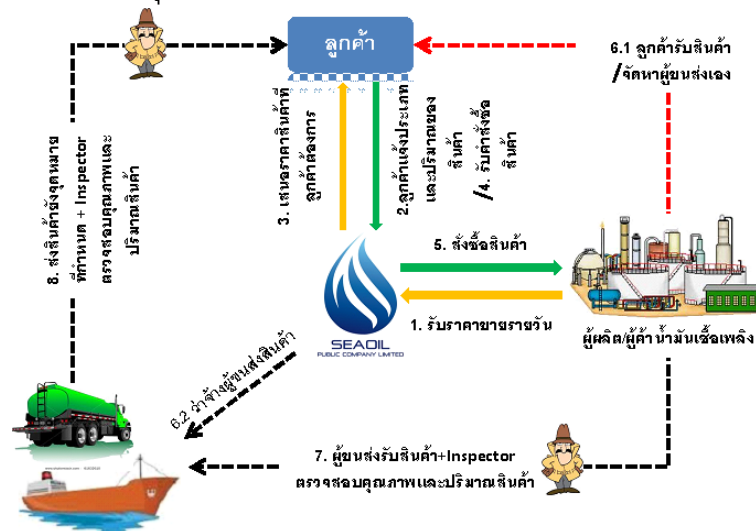 ลูกค้า
6.1 ลูกค้ารับสินค้า
/จัดหาผู้ขนส่งเอง
3. เสนอราคาสินค้าที่
ลูกค้าต้องการ
2.ลูกค้าแจ้งประเภท
และปริมาณของ
สินค้า
/4. รับคำสั่งซื้อ
สินค้า
8. ส่งสินค้ายังจุดหมาย
ที่กำหนด + Inspector
ตรวจสอบคุณภาพและ
ปริมาณสินค้า
5. สั่งซื้อสินค้า
1. รับราคาขายรายวัน
SEAOIL
PUBLIC COMPANY LIMITED
ผู้ผลิต/ผู้ค้าน้ำมันเชื้อเพลิง
6.2 ว่าจ้างผู้ขนส่งสินค้า
7. ผู้ขนส่งรับสินค้า+Inspector
ตรวจสอบคุณภาพและปริมาณสินค้า